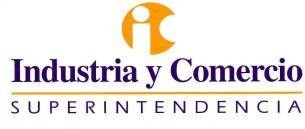 Industria y Comercio
SUPERINTENDENCIA